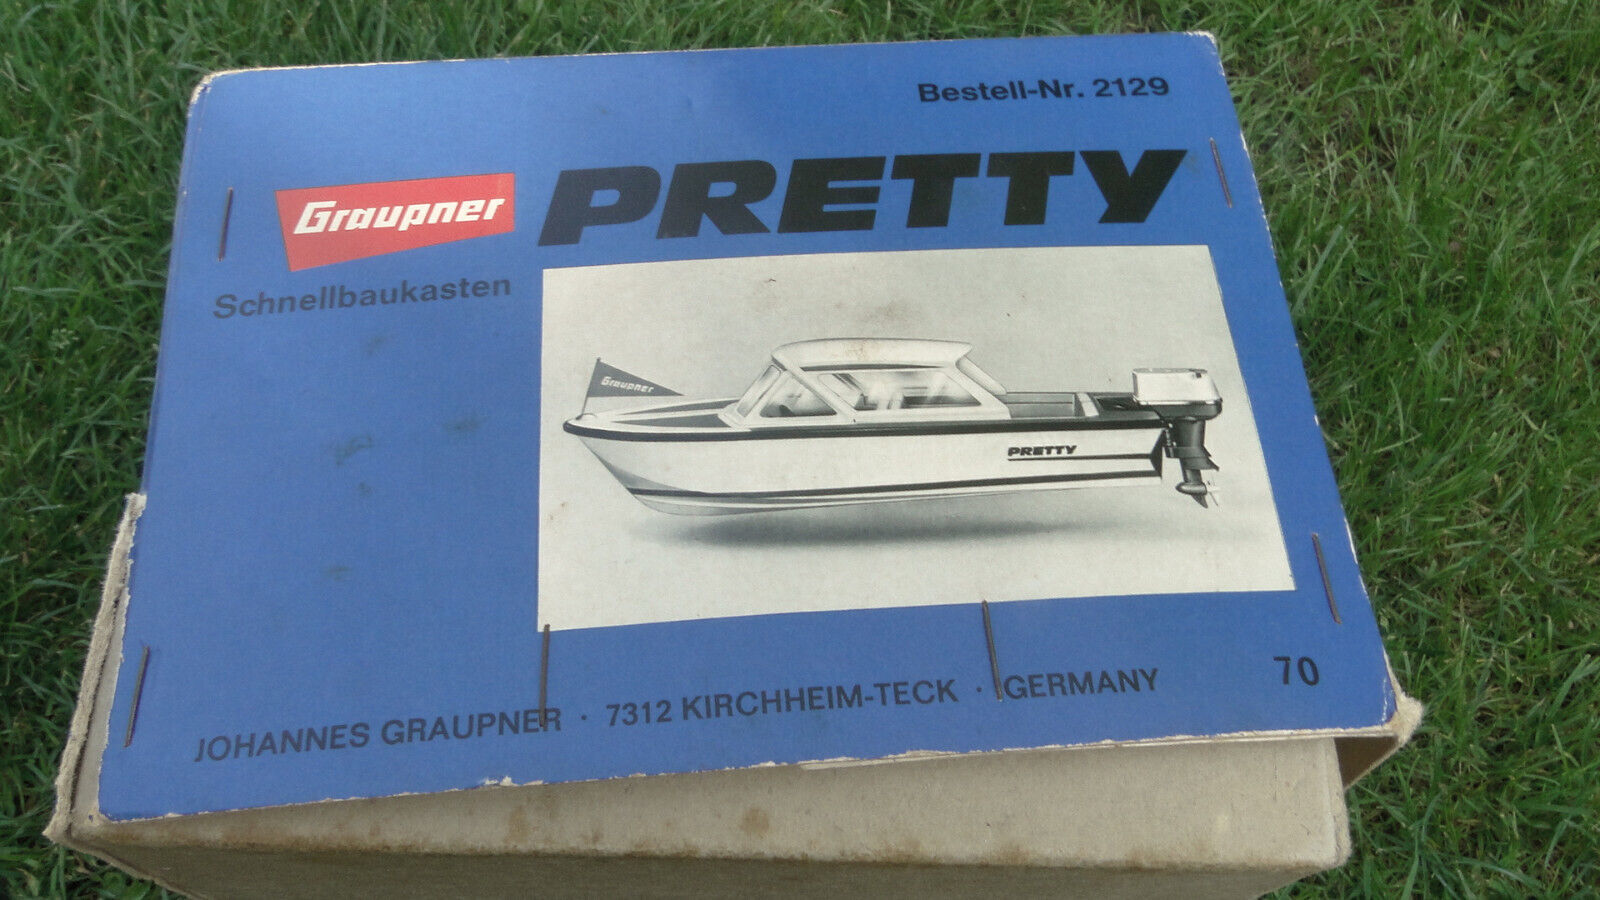 Bestell-Nr. 2129
Graupner
PRETTY
Schnellbaukasten
Graupner
PRETTY
JOHANNES GRAUPNER · 7312 KIRCHHEIM-TECK · GERMANY
70